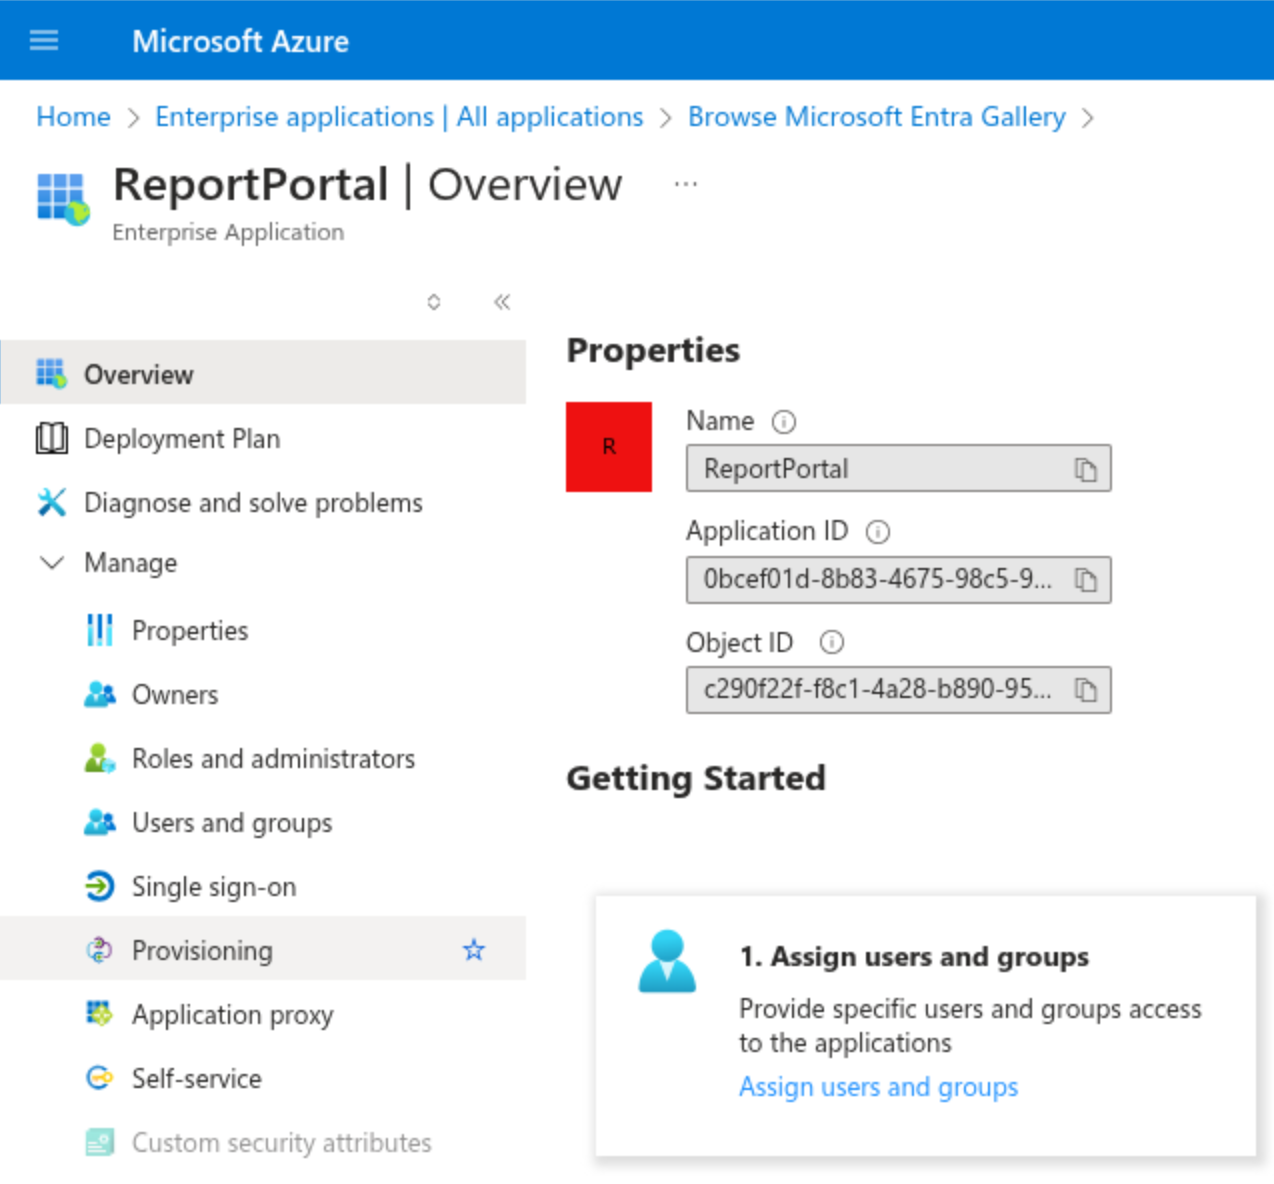 Microsoft Azure
Home > Enterprise applications | All applications > Browse Microsoft Entra Gallery >
ReportPortal | Overview ...
Enterprise Application
Overview
Deployment Plan
Diagnose and solve problems
Manage
Properties
Owners
Roles and administrators
Users and groups
Single sign-on
Provisioning
Application proxy
Self-service
Custom security attributes
Properties
R
Name
ReportPortal
Application ID
0bcef01d-8b83-4675-98c5-9...
Object ID
c290f22f-f8c1-4a28-b890-95...
Getting Started
1. Assign users and groups
Provide specific users and groups access
to the applications
Assign users and groups